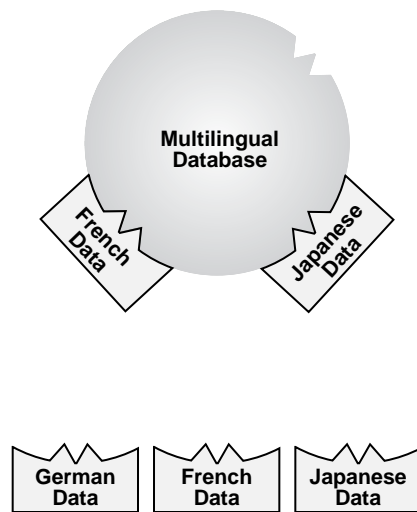 Multilingual
Database
French
Data
Japanese
Data
German
Data
French
Data
Japanese
Data